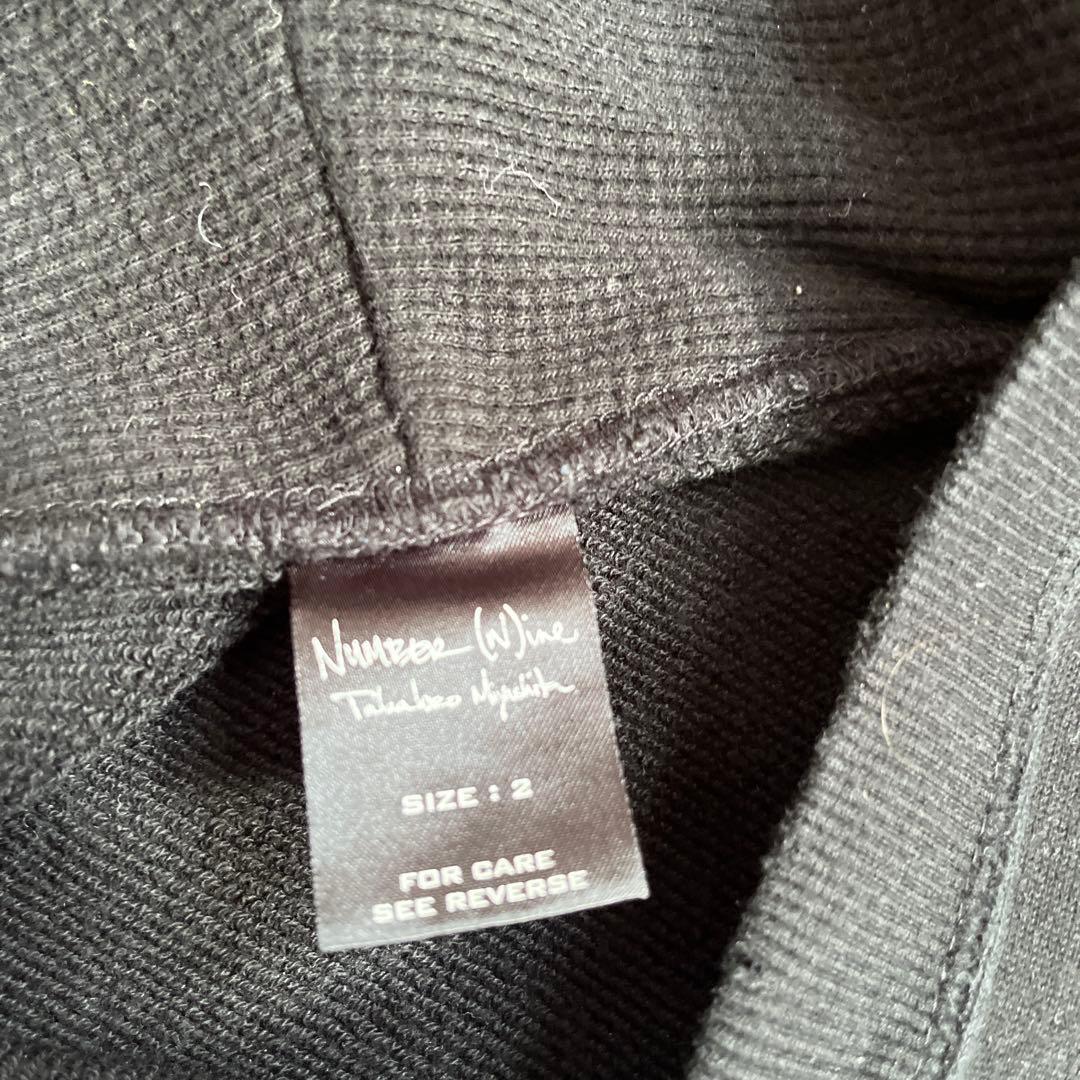 NUMBER (N)ine
Takahiro Miyashita
SIZE : 2
FOR CARE
SEE REVERSE